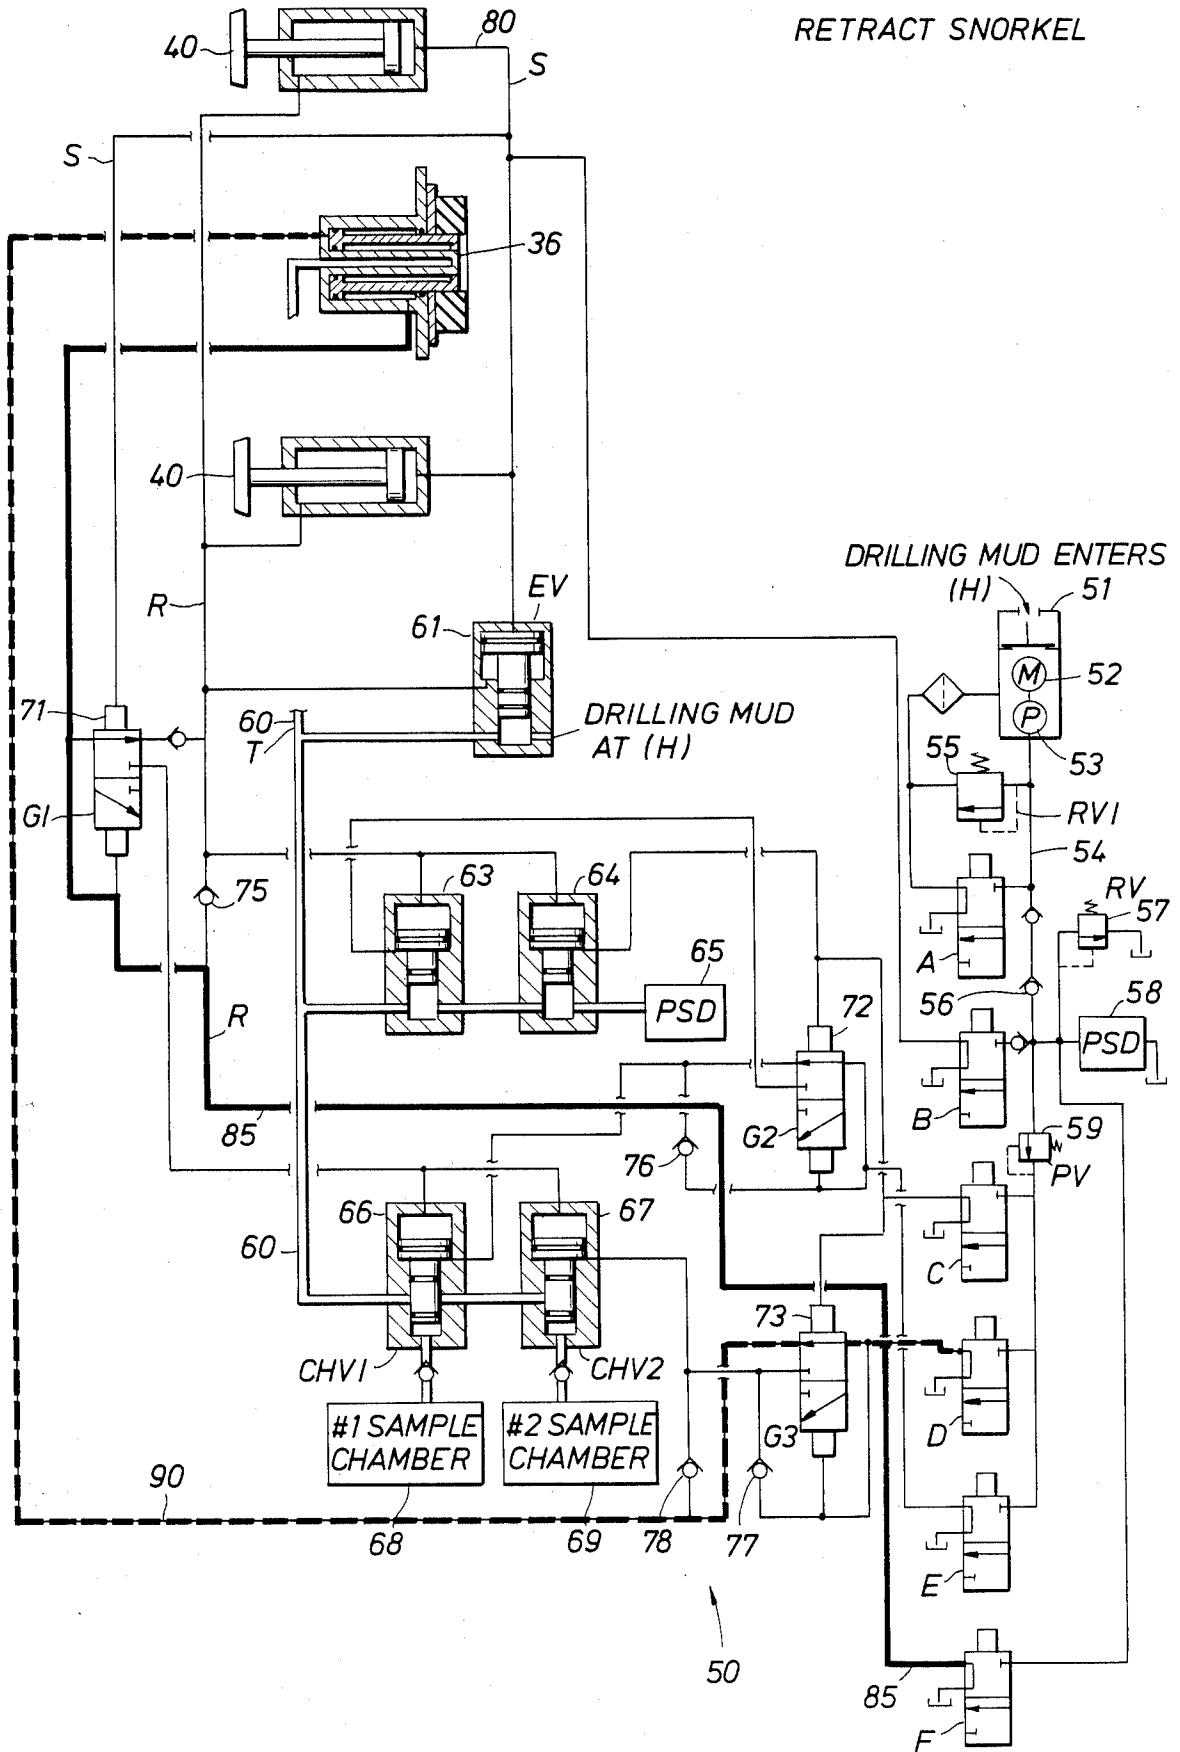 RETRACT SNORKEL
80
40
S
S
36
40
DRILLING MUD ENTERS
(H)
51
EV
R
61
52
M
71
60
T
DRILLING MUD
AT (H)
P
55
53
G1
RV1
54
63
64
75
RV
57
A
65
56
58
R
72
PSD
PSD
B
85
G2
59
76
PV
66
67
60
C
73
CHV1
CHV2
#1 SAMPLE
CHAMBER
#2 SAMPLE
CHAMBER
G3
D
90
68
69
78
77
E
50
85
F